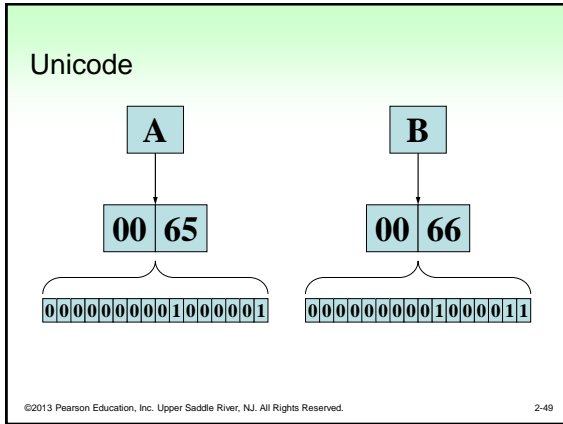 Unicode
A B
00 65 00 66
0000000001000001 0000000001000011
©2013 Pearson Education, Inc. Upper Saddle River, NJ. All Rights Reserved. 2-49